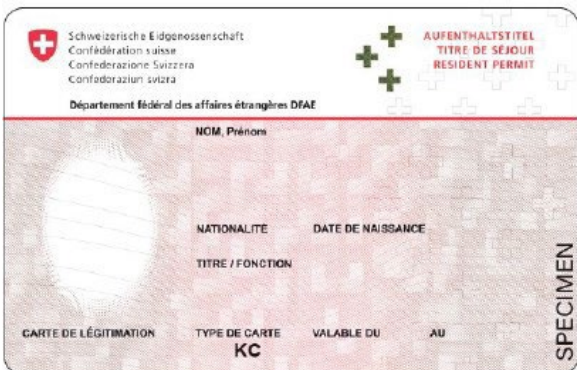 Schweizerische Eidgenossenschaft
Confédération suisse
Confederazione Svizzera
Confederaziun svizra
Département fédéral des affaires étrangères DFAE
AUFENTHALTSTITEL
TITRE DE SÉJOUR
RESIDENT PERMIT
NOM, Prénom
NATIONALITÉ DATE DE NAISSANCE
TITRE / FONCTION
CARTE DE LÉGITIMATION TYPE DE CARTE VALABLE DU AU
KC
SPECIMEN